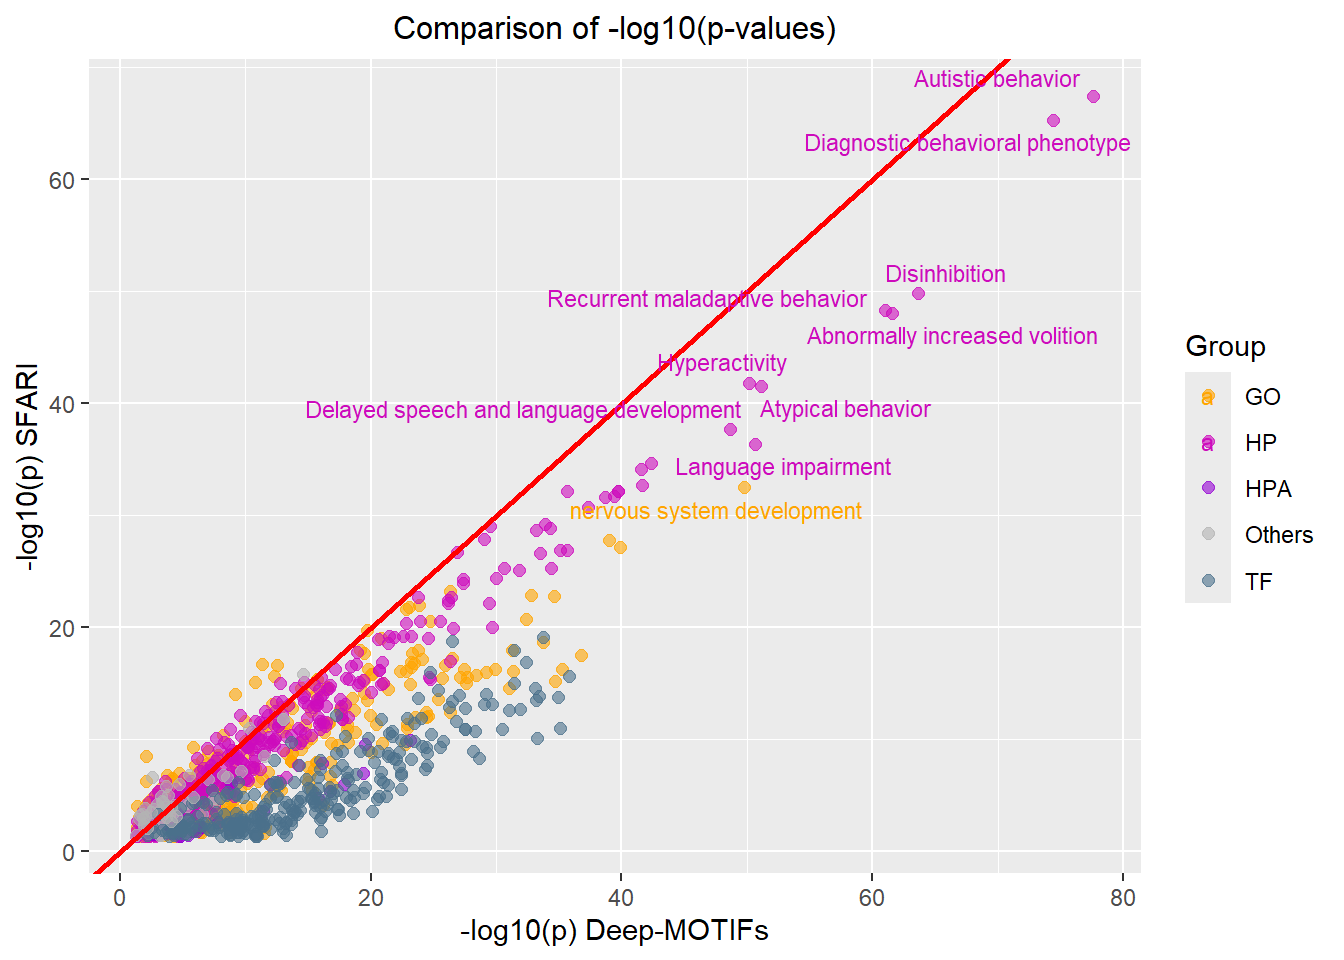 Comparison of -log10(p-values)
Autistic behavior
Diagnostic behavioral phenotype
60
Disinhibition
Recurrent maladaptive behavior
Abnormally increased volition
Hyperactivity
40
Delayed speech and language development
Atypical behavior
Language impairment
nervous system development
20
0
-log10(p) SFARI
0 20 40 60 80
-log10(p) Deep-MOTIFs
Group
a GO
a HP
HPA
Others
TF